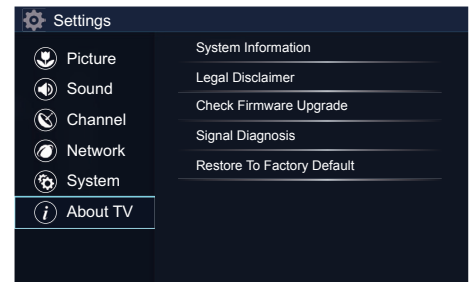 Settings
Picture
Sound
Channel
Network
System
About TV
System Information
Legal Disclaimer
Check Firmware Upgrade
Signal Diagnosis
Restore To Factory Default